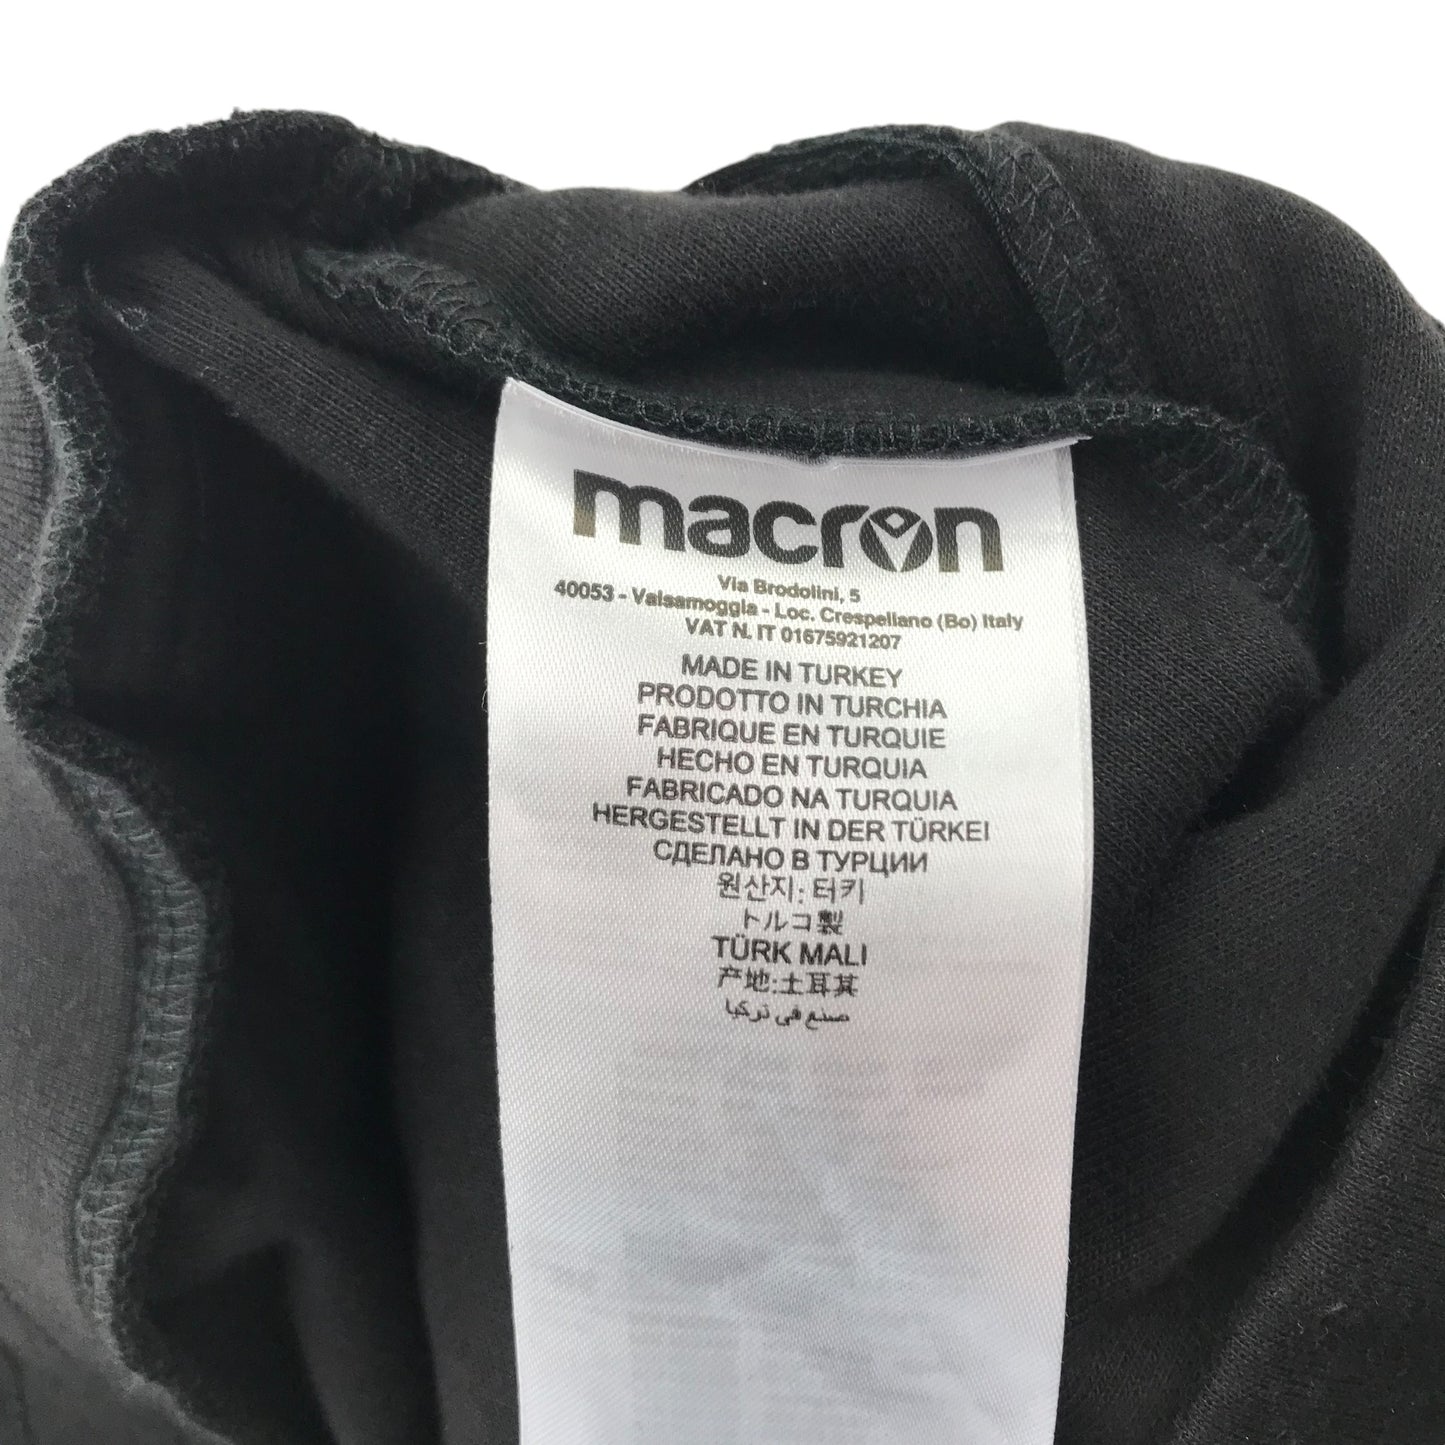 macron
Via Brodolini, 5
40053 - Valsamoggia - Loc. Crespellano (Bo) Italy
VAT N. IT 01675921207
MADE IN TURKEY
PRODOTTO IN TURCHIA
FABRIQUE EN TURQUIE
HECHO EN TURQUIA
FABRICADO NA TURQUIA
HERGESTELLT IN DER TÜRKEI
СДЕЛАНО В ТУРЦИИ
원산지: 터키
トルコ製
TÜRK MALI
产地:土耳其
صنع في تركيا